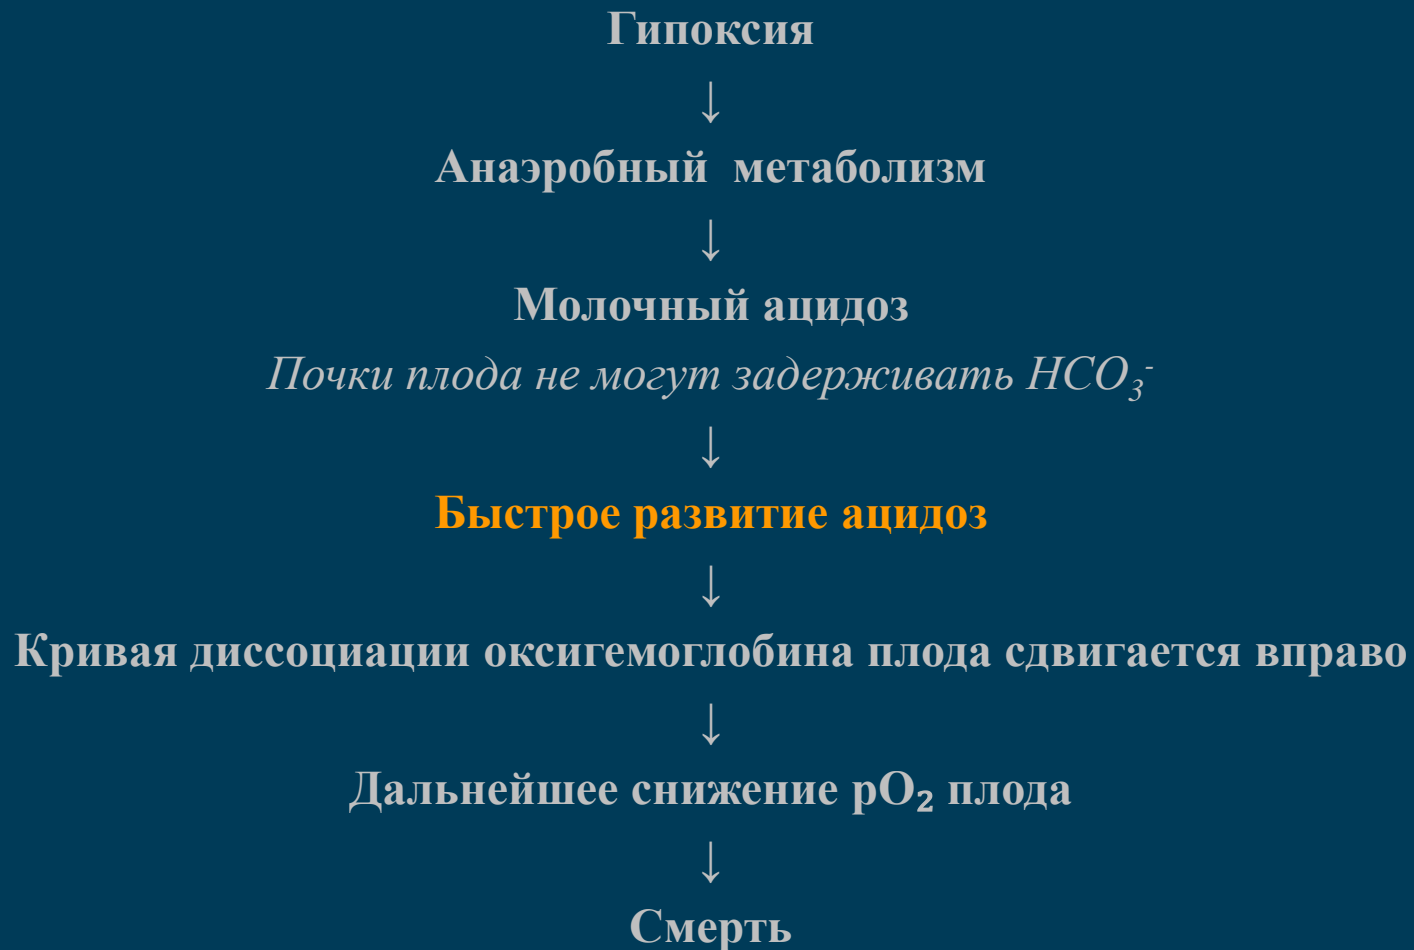 Гипоксия
↓
Анаэробный метаболизм
↓
Молочный ацидоз
Почки плода не могут задерживать HCO₃⁻
↓
Быстрое развитие ацидоз
↓
Кривая диссоциации оксигемоглобина плода сдвигается вправо
↓
Дальнейшее снижение pO₂ плода
↓
Смерть